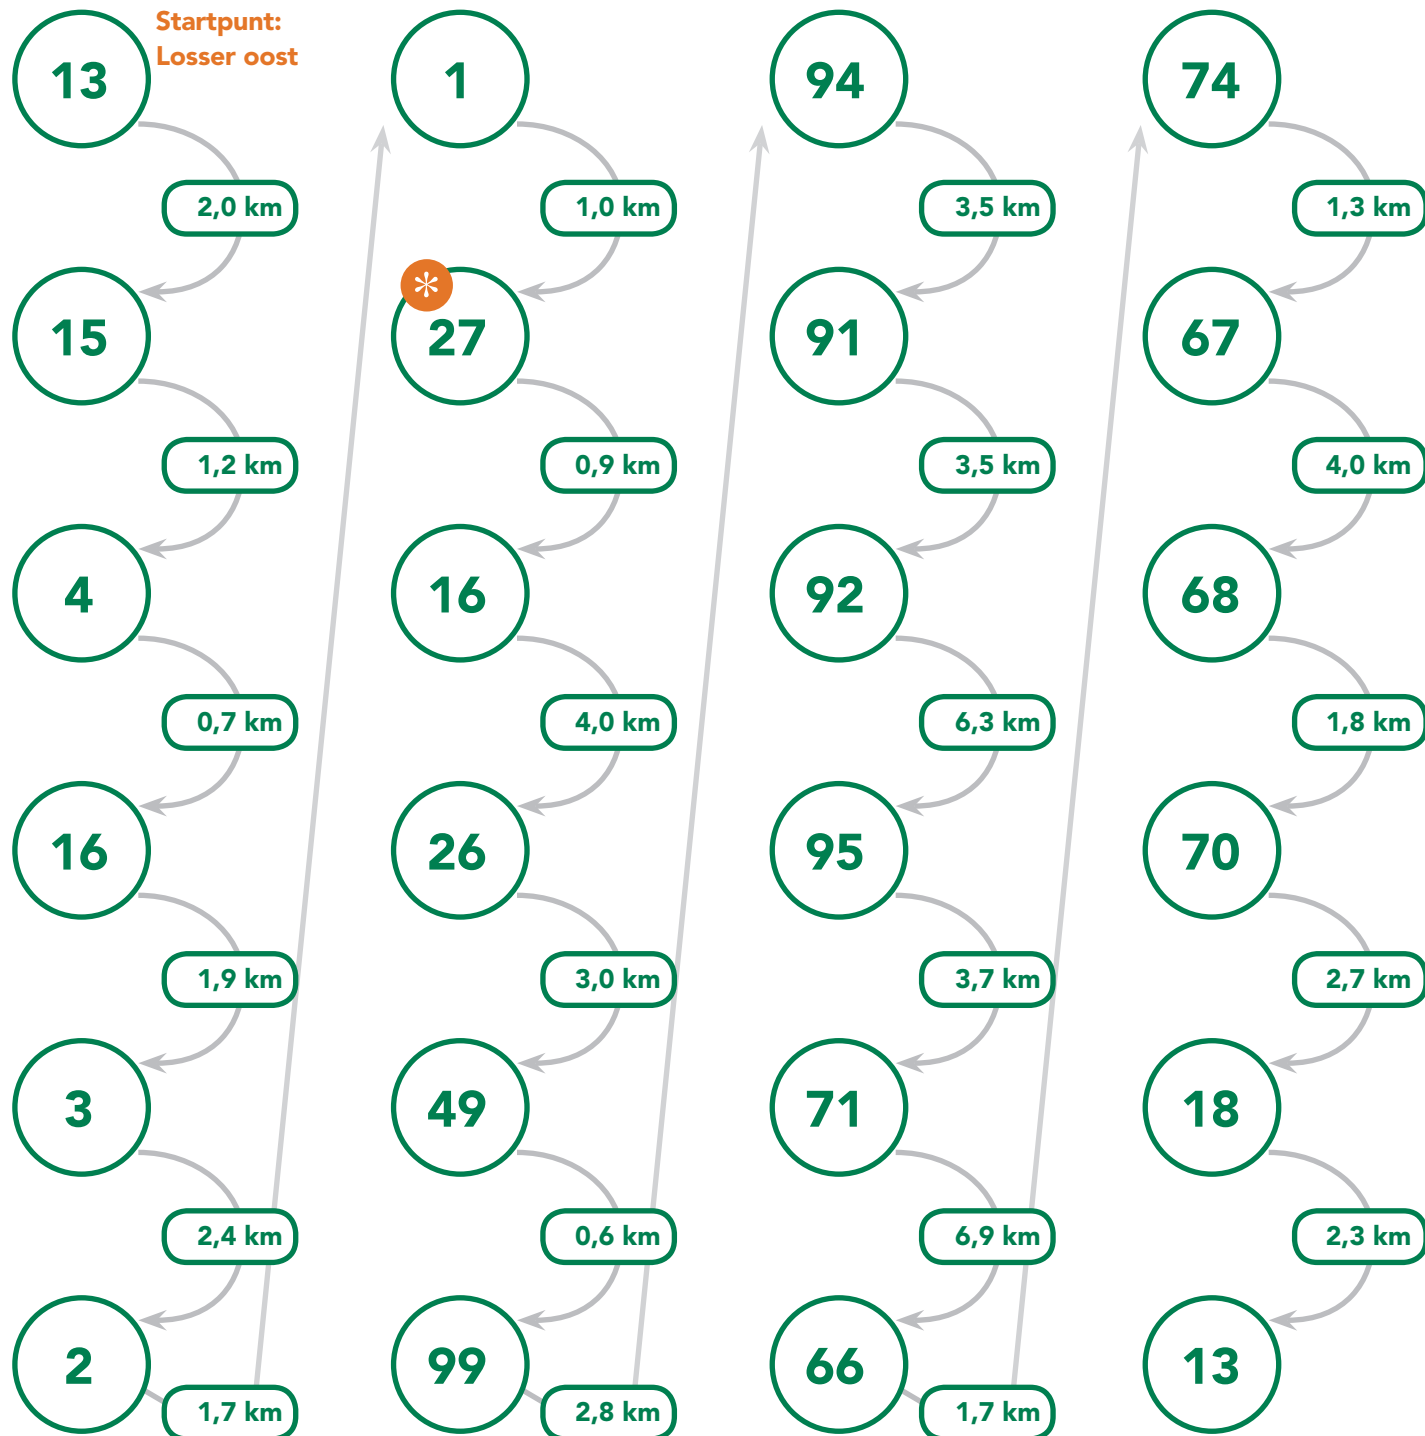 13
Startpunt:
Losser oost
2,0 km
15
1,2 km
4
0,7 km
16
1,9 km
3
2,4 km
2
1,7 km
1
1,0 km
*
27
0,9 km
16
4,0 km
26
3,0 km
49
0,6 km
99
2,8 km
94
3,5 km
91
3,5 km
92
6,3 km
95
3,7 km
71
6,9 km
66
1,7 km
74
1,3 km
67
4,0 km
68
1,8 km
70
2,7 km
18
2,3 km
13